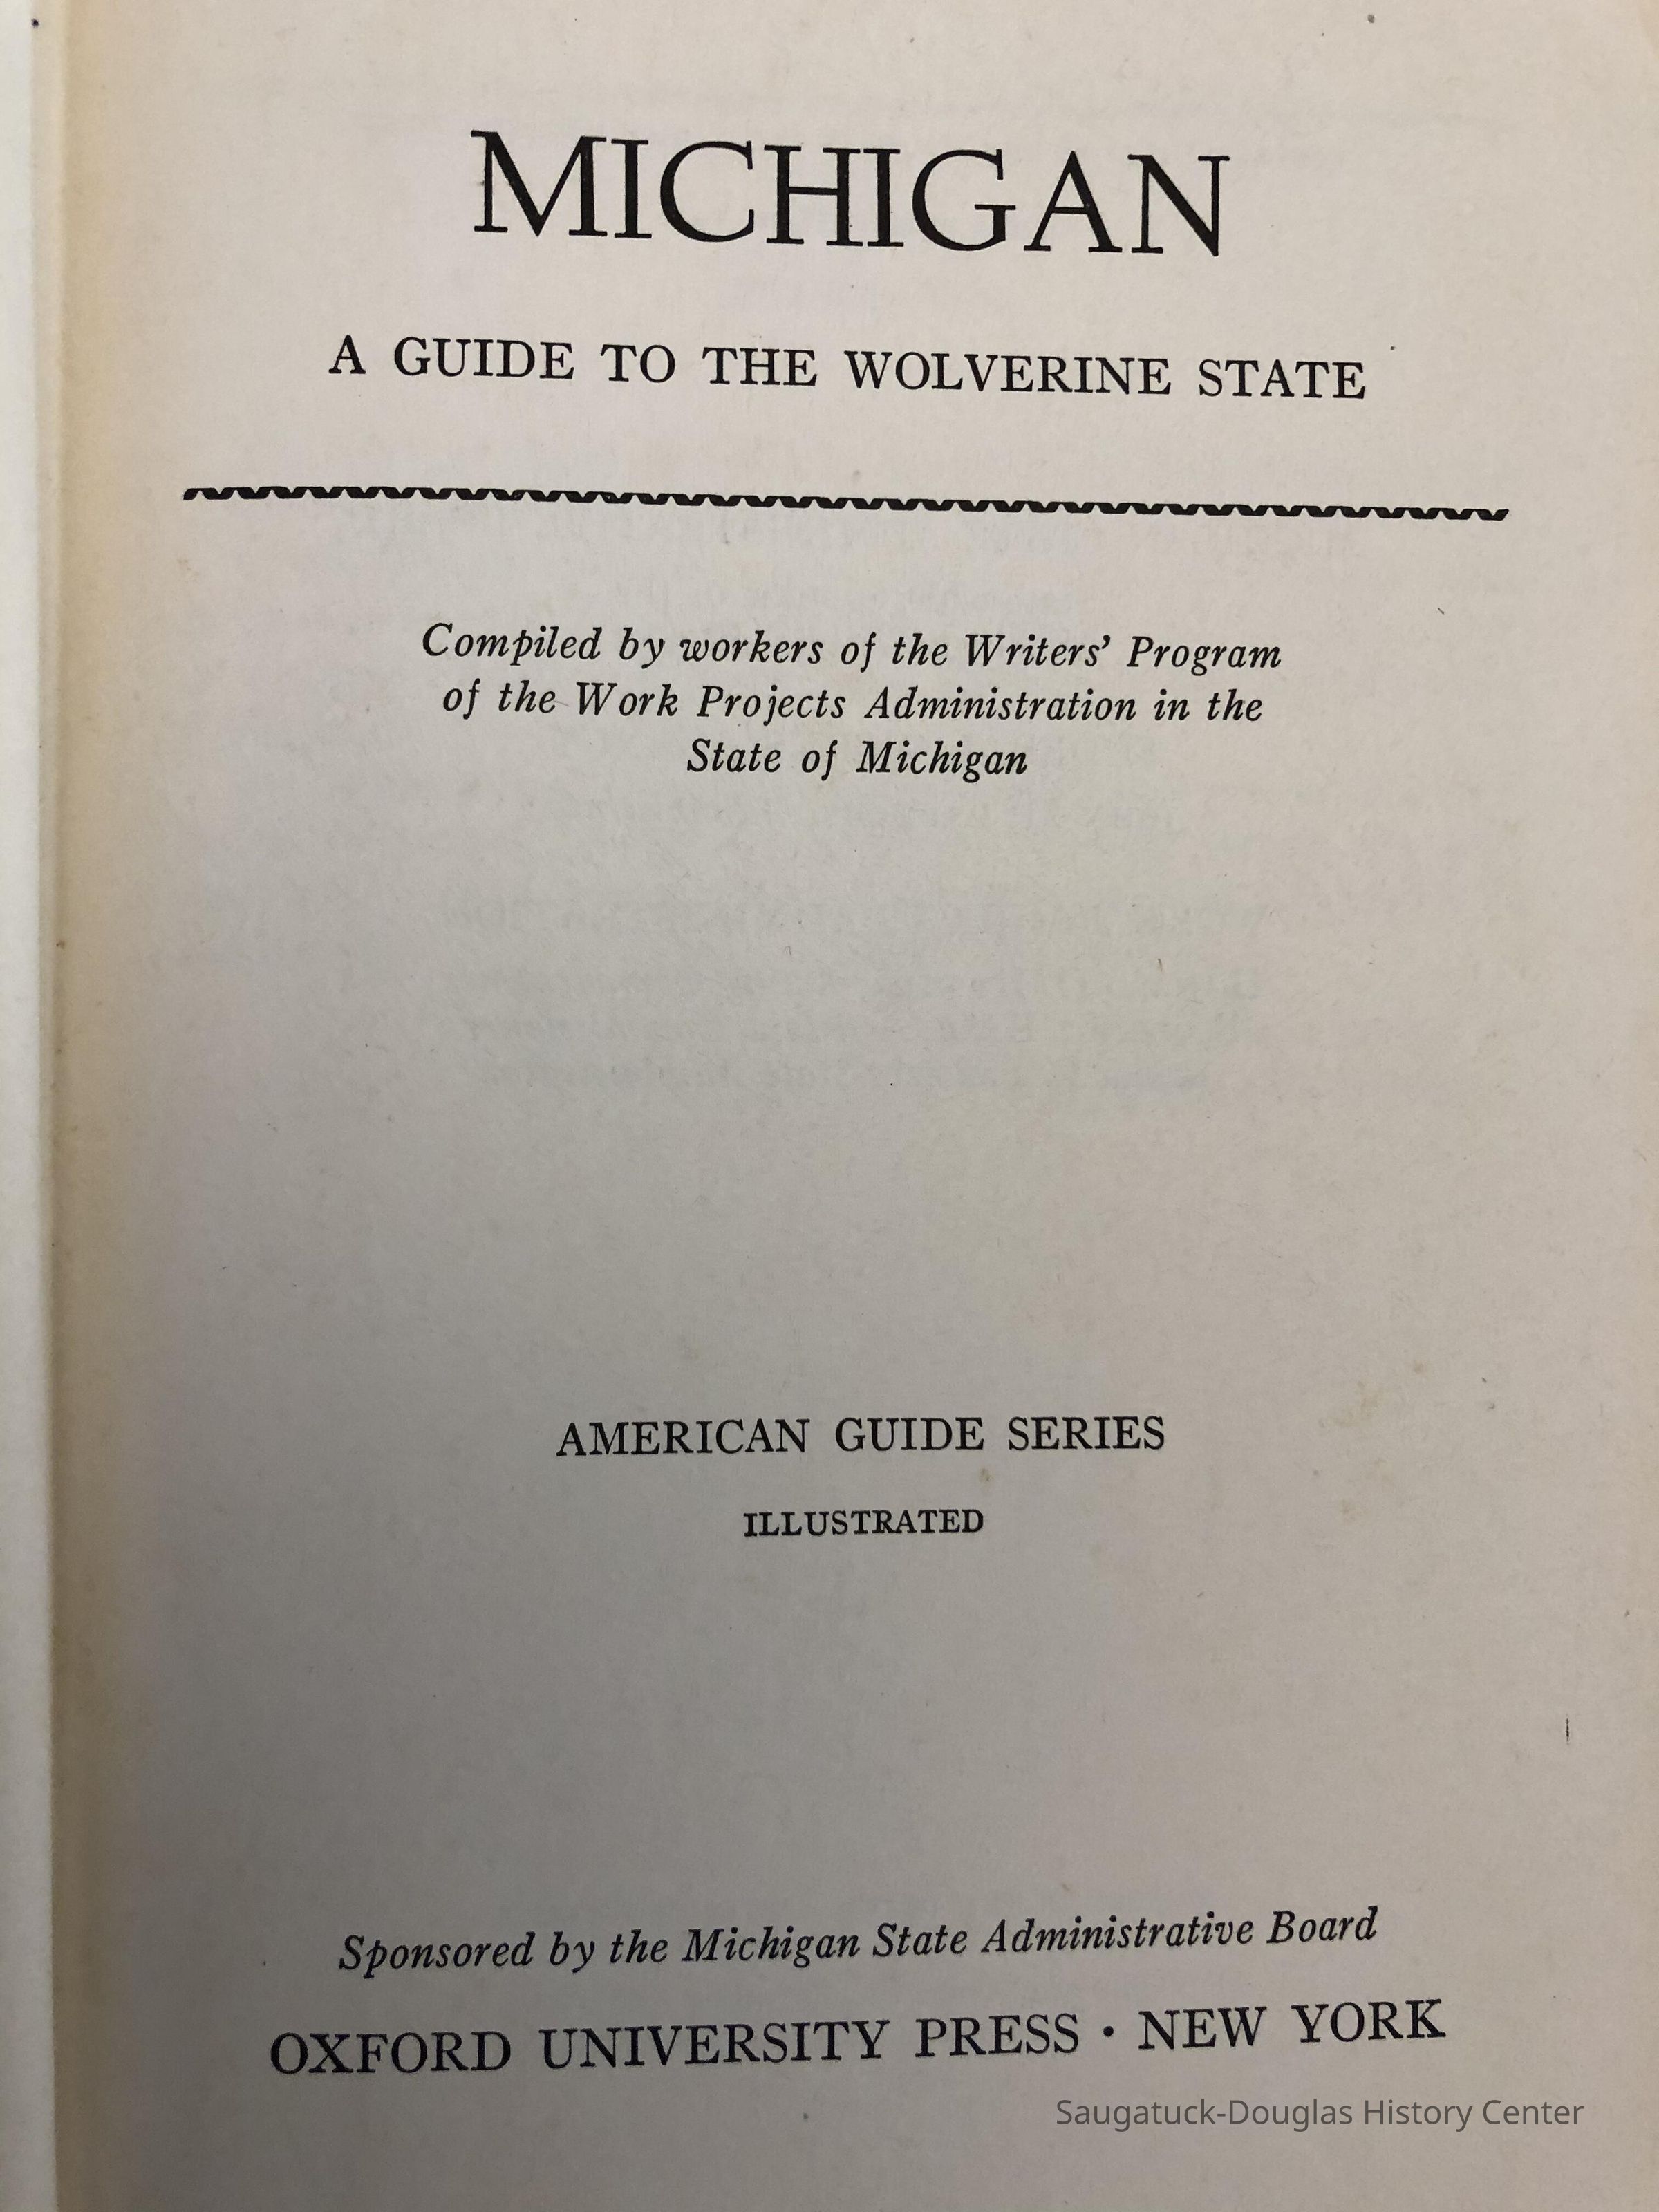 MICHIGAN
A GUIDE TO THE WOLVERINE STATE
Compiled by workers of the Writers’ Program
of the Work Projects Administration in the
State of Michigan
AMERICAN GUIDE SERIES
ILLUSTRATED
Sponsored by the Michigan State Administrative Board
OXFORD UNIVERSITY PRESS · NEW YORK
Saugatuck-Douglas History Center